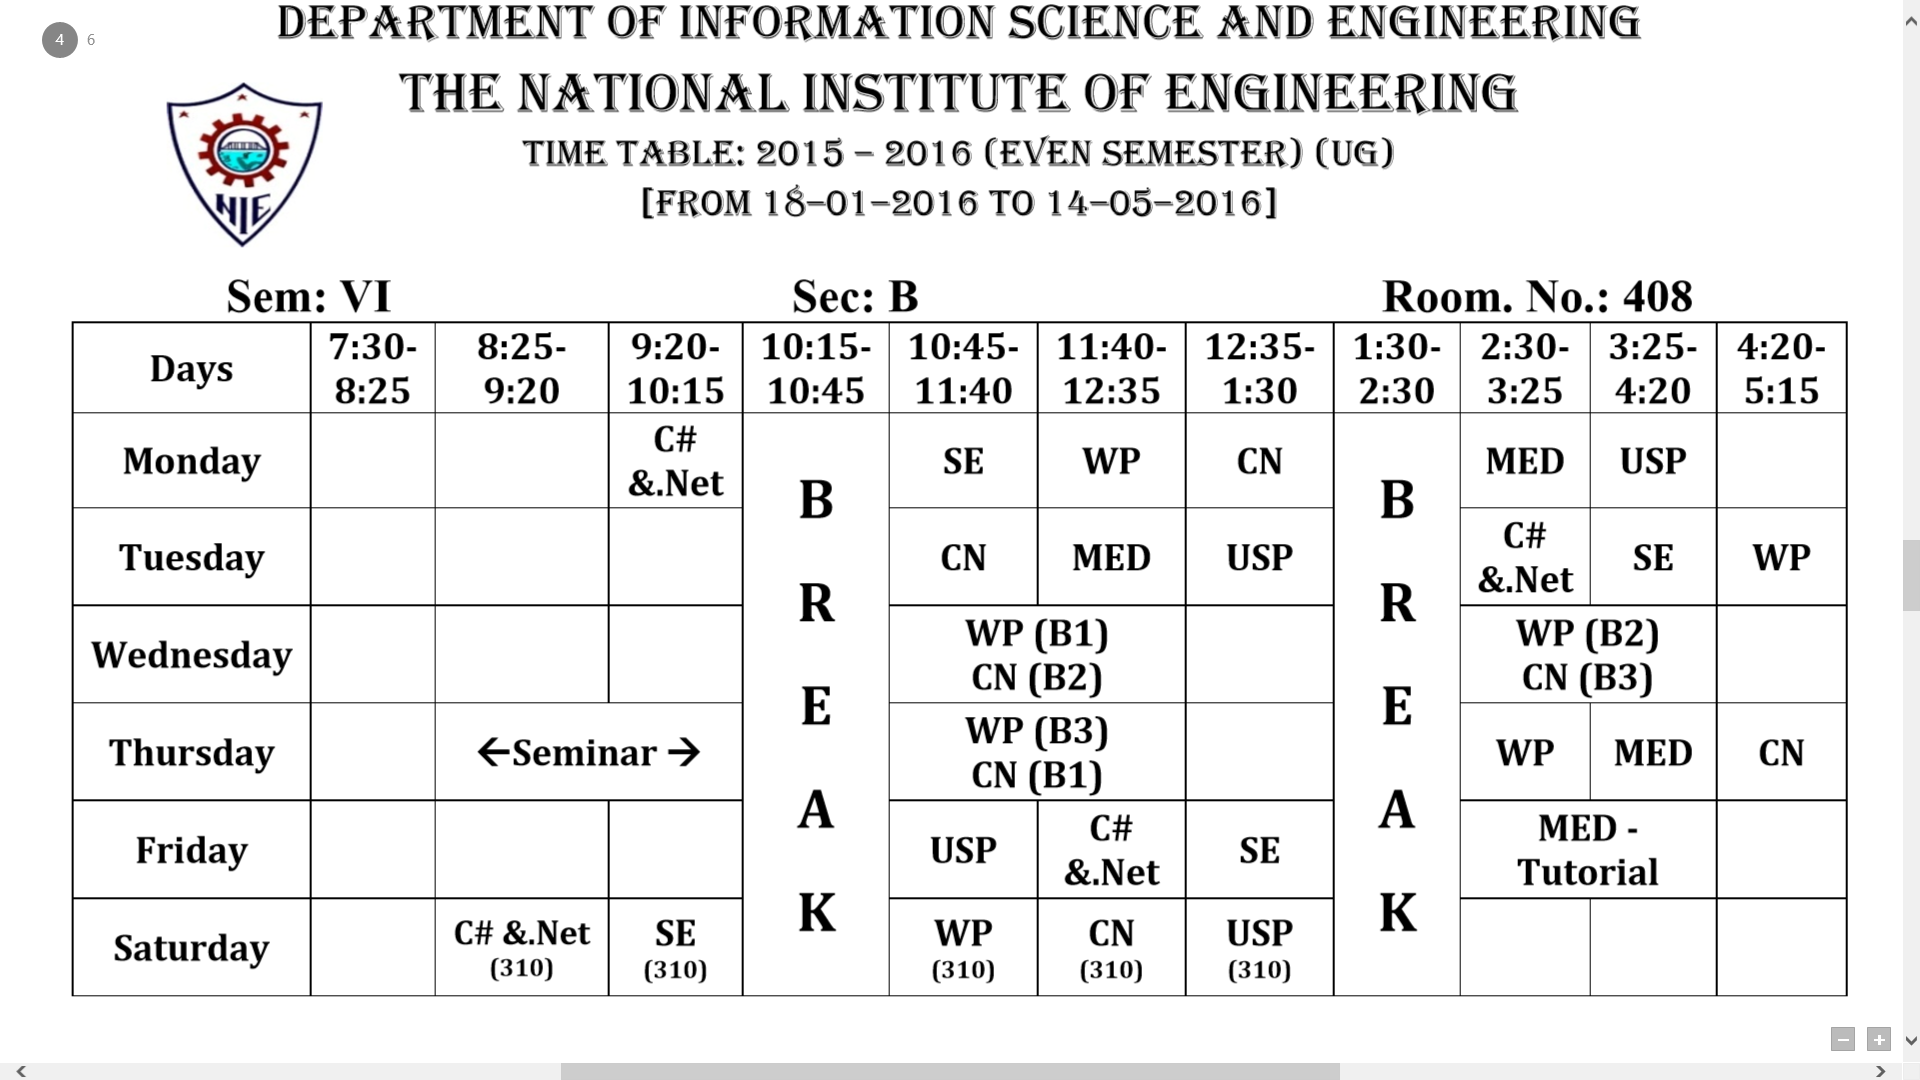 4 6
DEPARTMENT OF INFORMATION SCIENCE AND ENGINEERING
THE NATIONAL INSTITUTE OF ENGINEERING
TIME TABLE: 2015 – 2016 (EVEN SEMESTER) (UG)
[FROM 18–01–2016 TO 14–05–2016]
NIE
Sem: VI Sec: B Room. No.: 408
Days 7:30-8:25 8:25-9:20 9:20-10:15 10:15-10:45 10:45-11:40 11:40-12:35 12:35-1:30 1:30-2:30 2:30-3:25 3:25-4:20 4:20-5:15
Monday C# &.Net SE WP CN MED USP
Tuesday CN MED USP C# &.Net SE WP
Wednesday WP (B1) CN (B2) WP (B2) CN (B3)
Thursday ←Seminar → WP (B3) CN (B1) WP MED CN
Friday USP C# &.Net SE MED - Tutorial
Saturday C# &.Net (310) SE (310) WP (310) CN (310) USP (310)
BREAK
BREAK